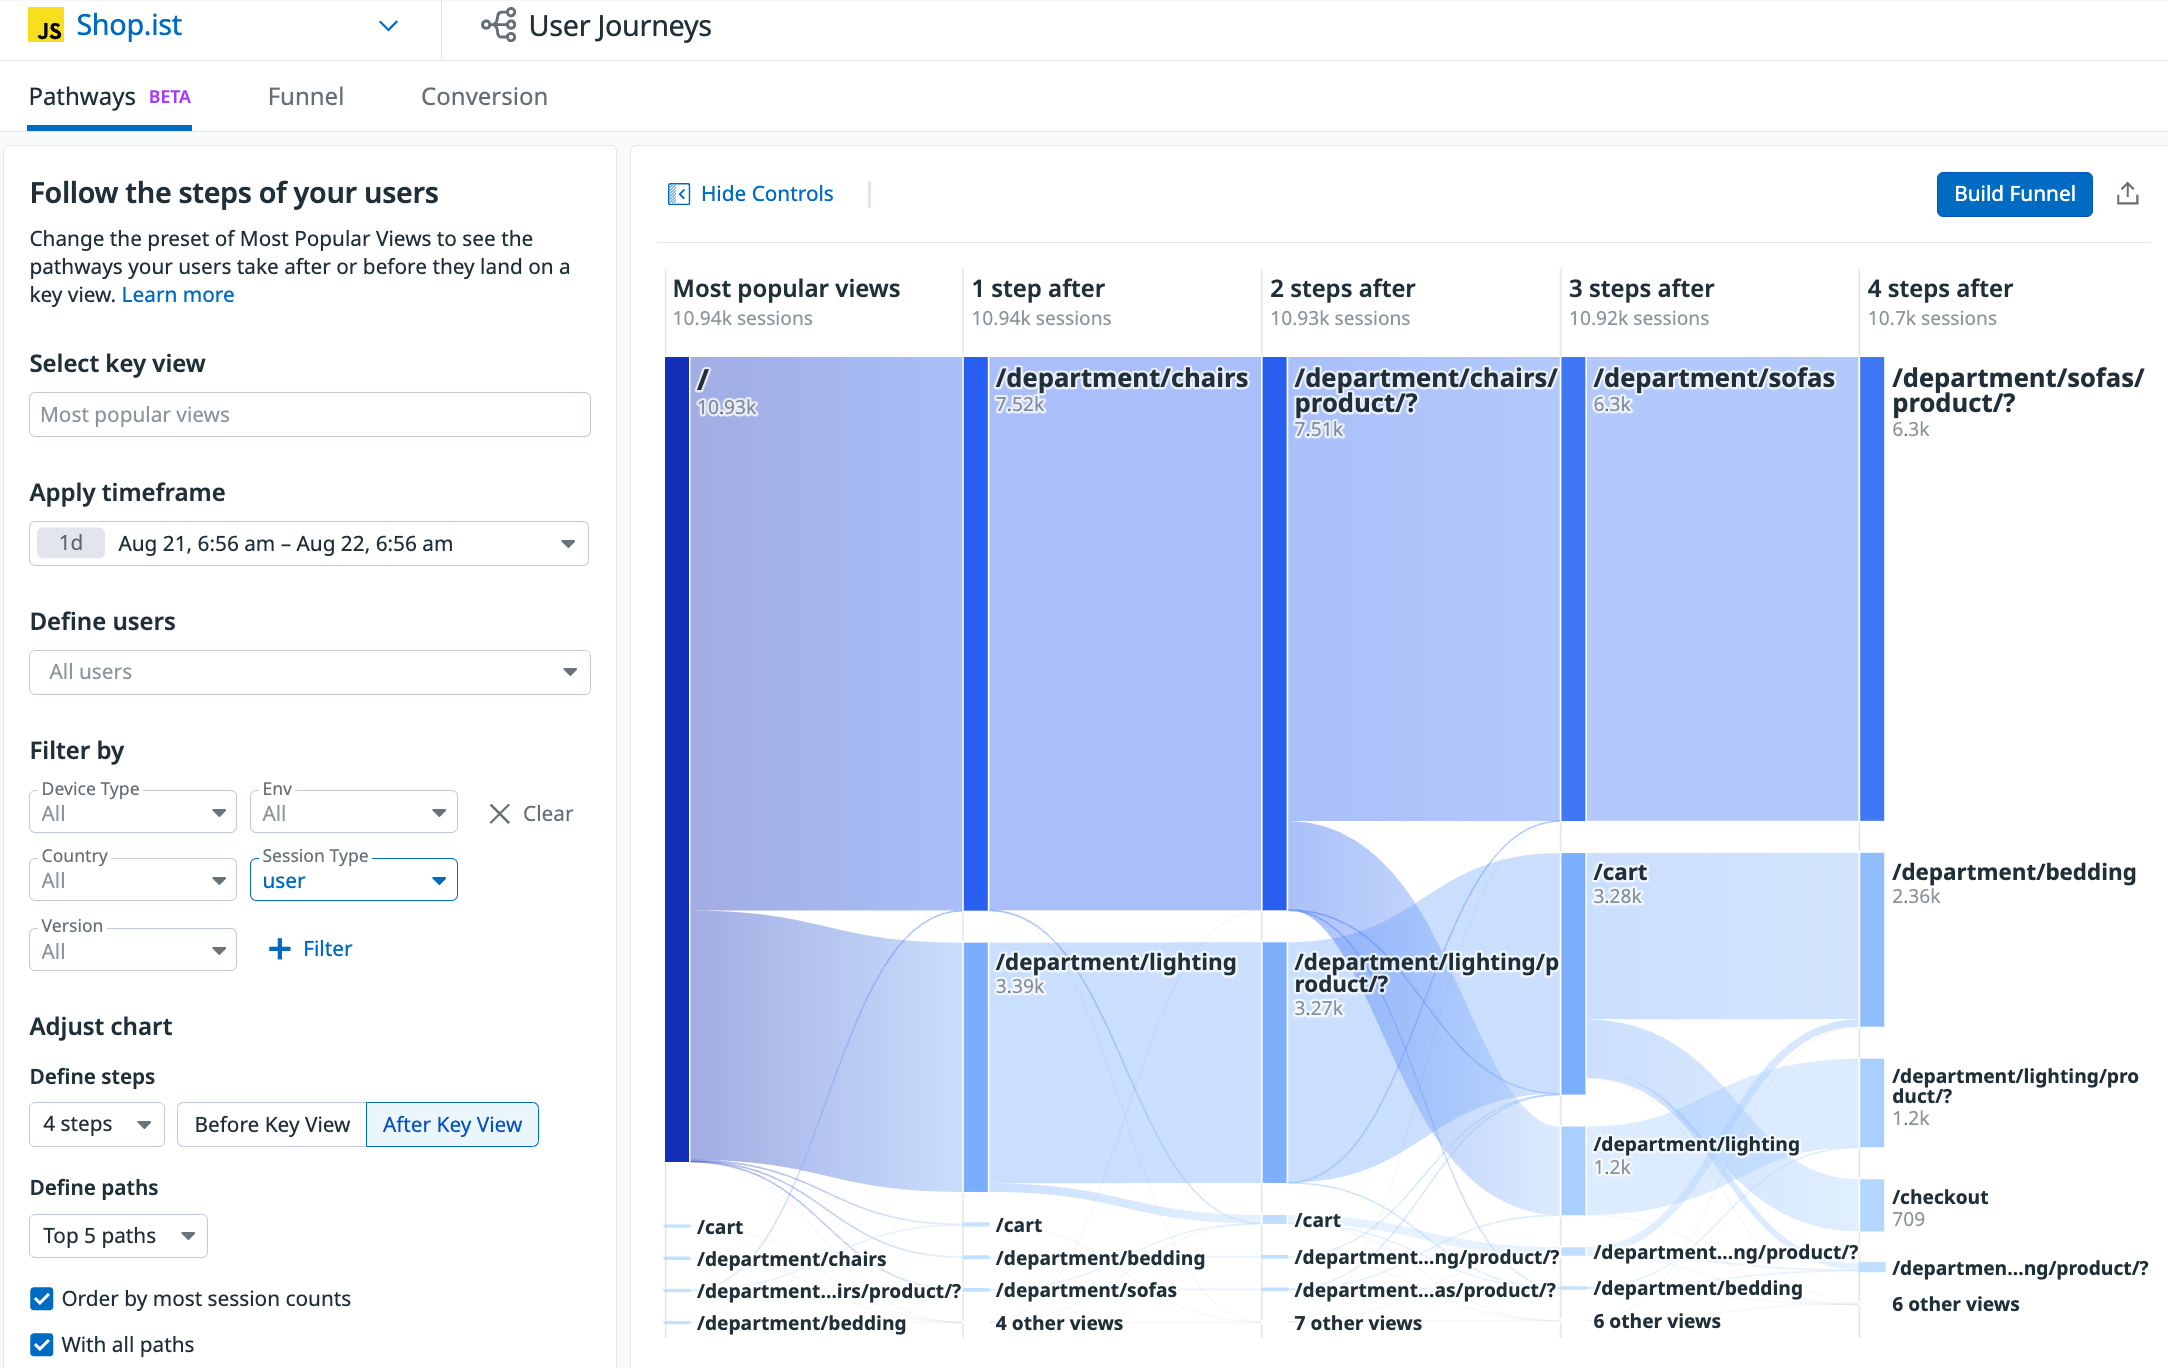 JS Shop.ist
User Journeys
Pathways BETA
Funnel
Conversion
Follow the steps of your users
Change the preset of Most Popular Views to see the
pathways your users take after or before they land on a
key view. Learn more
Select key view
Most popular views
Apply timeframe
1d Aug 21, 6:56 am – Aug 22, 6:56 am
Define users
All users
Filter by
Device Type
All
Env
All
Clear
Country
All
Session Type
user
Version
All
Filter
Adjust chart
Define steps
4 steps
Before Key View
After Key View
Define paths
Top 5 paths
Order by most session counts
With all paths
Hide Controls
Build Funnel
Most popular views
10.94k sessions
/
10.93k
/cart
/department/chairs
/department...irs/product/?
/department/bedding
1 step after
10.94k sessions
/department/chairs
7.52k
/department/lighting
3.39k
/cart
/department/bedding
/department/sofas
4 other views
2 steps after
10.93k sessions
/department/chairs/
product/?
7.51k
/department/lighting/p
roduct/?
3.27k
/cart
/department...ng/product/?
/department...as/product/?
7 other views
3 steps after
10.92k sessions
/department/sofas
6.3k
/cart
3.28k
/department/lighting
1.2k
/department...ng/product/?
/department/bedding
6 other views
4 steps after
10.7k sessions
/department/sofas/
product/?
6.3k
/department/bedding
2.36k
/department/lighting/pro
duct/?
1.2k
/checkout
709
/departmen...ng/product/?
6 other views